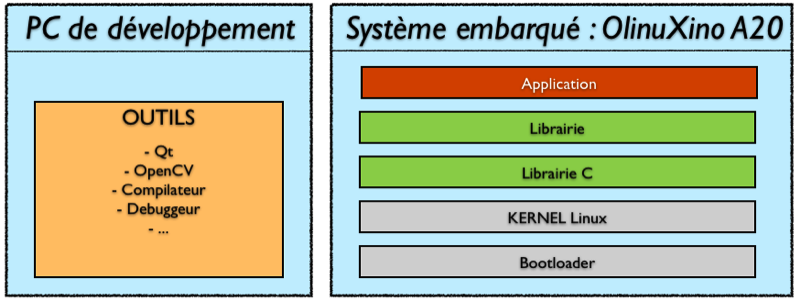 PC de développement
OUTILS
- Qt
- OpenCV
- Compilateur
- Debuggeur
- ...
Système embarqué : OlinuXino A20
Application
Librairie
Librairie C
KERNEL Linux
Bootloader